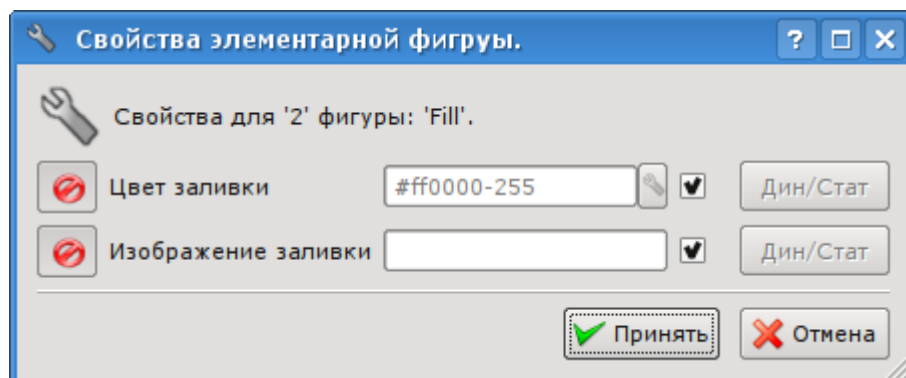 Свойства элементарной фигруы.
Свойства для '2' фигуры: 'Fill'.
Цвет заливки #ff0000-255 Дин/Стат
Изображение заливки Дин/Стат
Принять Отмена